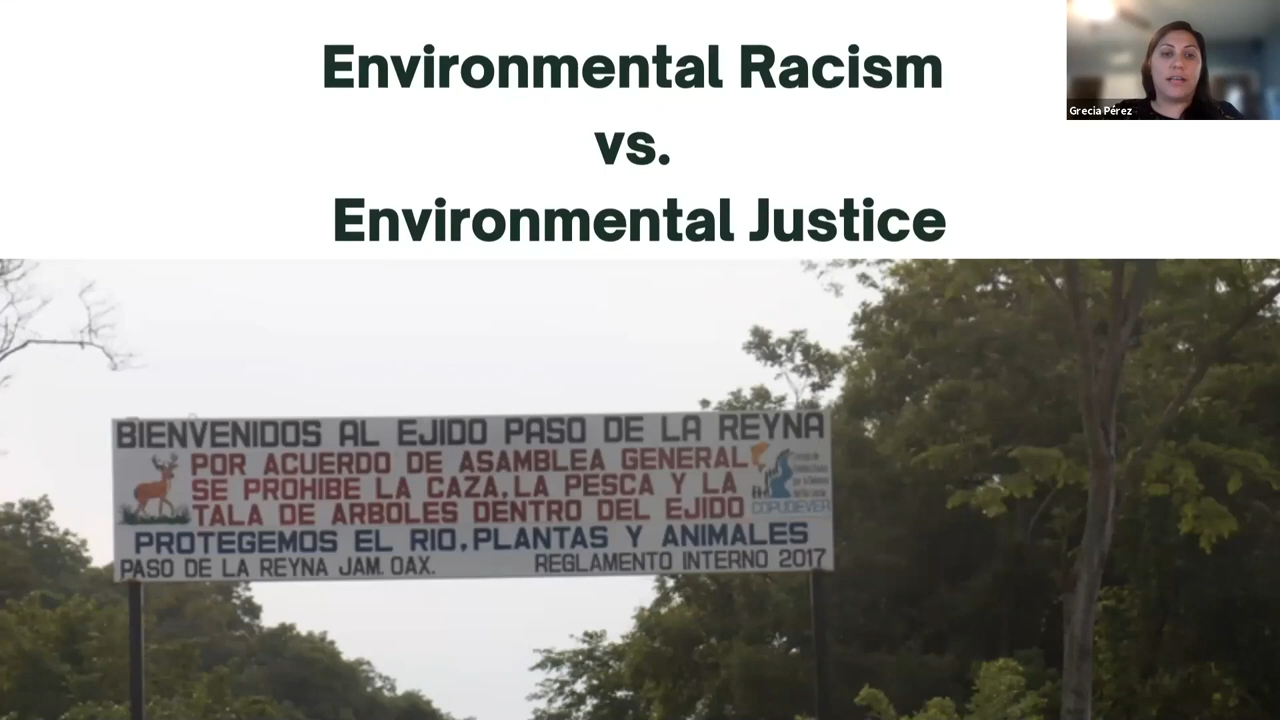 Environmental Racism
vs.
Environmental Justice
Grecia Pérez
BIENVENIDOS AL EJIDO PASO DE LA REYNA
POR ACUERDO DE ASAMBLEA GENERAL
SE PROHIBE LA CAZA, LA PESCA Y LA
TALA DE ARBOLES DENTRO DEL EJIDO
COPUDEVER
PROTEGEMOS EL RIO, PLANTAS Y ANIMALES
PASO DE LA REYNA JAM. OAX. REGLAMENTO INTERNO 2017